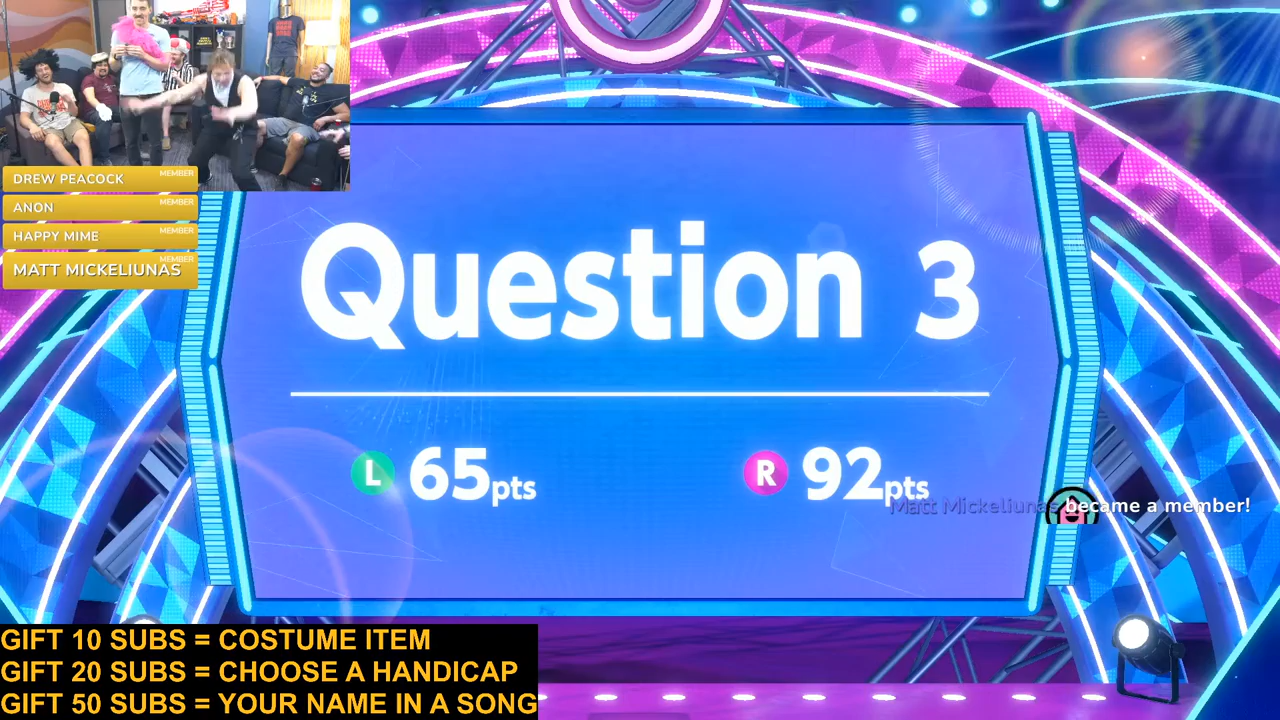 DREW PEACOCK MEMBER
ANON MEMBER
HAPPY MIME MEMBER
MATT MICKELIUNAS MEMBER
Question 3
L 65pts R 92pts
Matt Mickeliunas became a member!
GIFT 10 SUBS = COSTUME ITEM
GIFT 20 SUBS = CHOOSE A HANDICAP
GIFT 50 SUBS = YOUR NAME IN A SONG